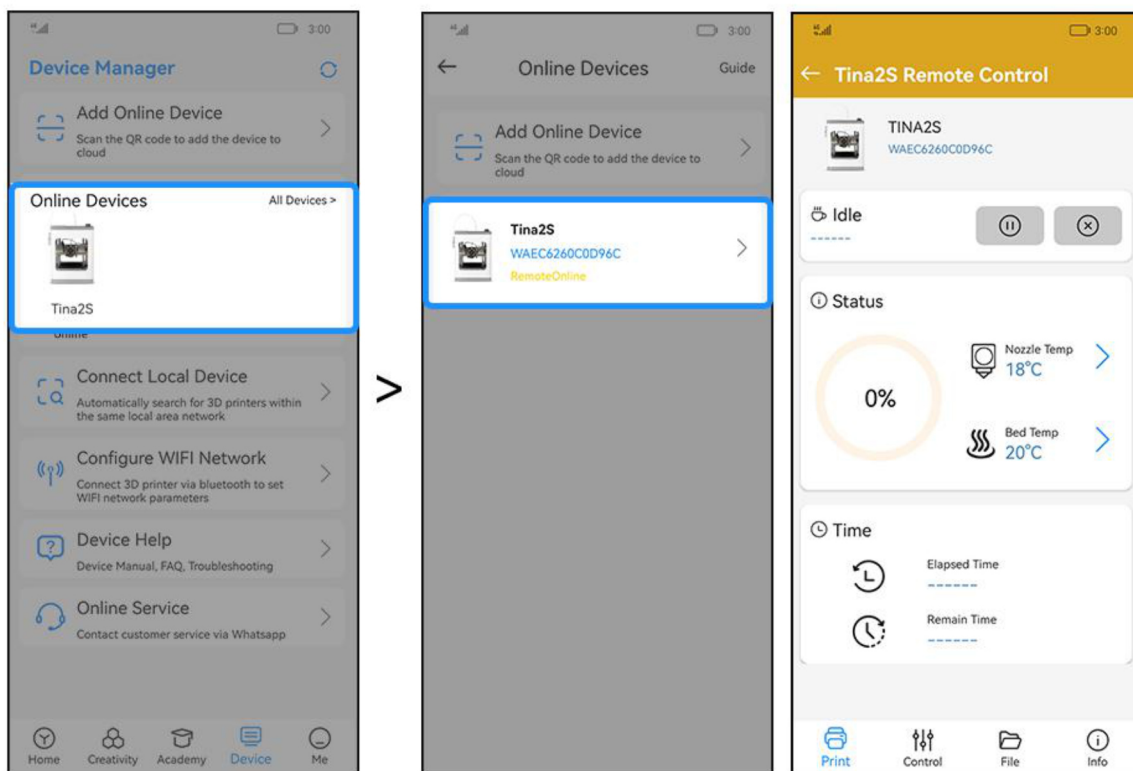 3:00
Device Manager
Add Online Device
Scan the QR code to add the device to
cloud
Online Devices
All Devices >
Tina2S
online
Connect Local Device
Automatically search for 3D printers within
the same local area network
Configure WIFI Network
Connect 3D printer via bluetooth to set
WIFI network parameters
Device Help
Device Manual, FAQ, Troubleshooting
Online Service
Contact customer service via Whatsapp
Home
Creativity
Academy
Device
Me
>
3:00
Online Devices
Guide
Add Online Device
Scan the QR code to add the device to
cloud
Tina2S
WAEC6260C0D96C
RemoteOnline
3:00
Tina2S Remote Control
TINA2S
WAEC6260C0D96C
Idle
------
Status
0%
Nozzle Temp
18°C
Bed Temp
20°C
Time
Elapsed Time
------
Remain Time
------
Print
Control
File
Info